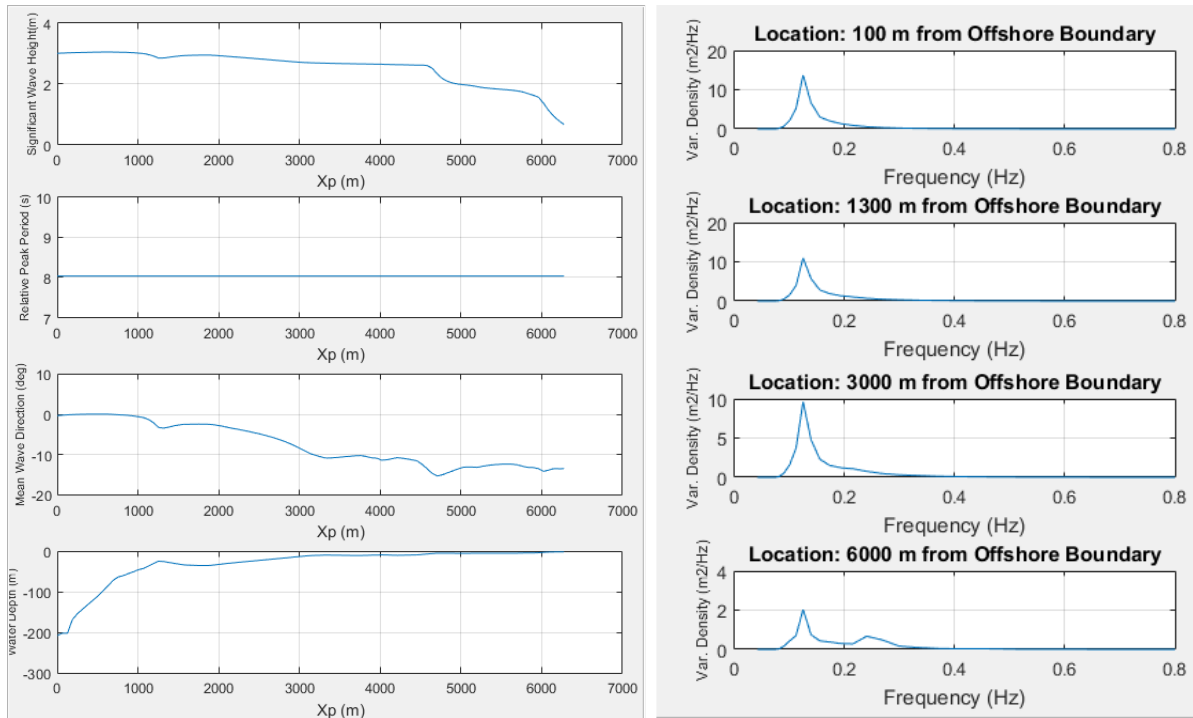 Significant Wave Height(m)
4
2
0
0 1000 2000 3000 4000 5000 6000 7000
Xp (m)
Relative Peak Period (s)
10
9
8
7
0 1000 2000 3000 4000 5000 6000 7000
Xp (m)
Mean Wave Direction (deg)
10
0
-10
-20
0 1000 2000 3000 4000 5000 6000 7000
Xp (m)
Water Depth (m)
0
-100
-200
-300
0 1000 2000 3000 4000 5000 6000 7000
Xp (m)
Location: 100 m from Offshore Boundary
Var. Density (m2/Hz)
20
10
0
0 0.2 0.4 0.6 0.8
Frequency (Hz)
Location: 1300 m from Offshore Boundary
Var. Density (m2/Hz)
20
10
0
0 0.2 0.4 0.6 0.8
Frequency (Hz)
Location: 3000 m from Offshore Boundary
Var. Density (m2/Hz)
10
5
0
0 0.2 0.4 0.6 0.8
Frequency (Hz)
Location: 6000 m from Offshore Boundary
Var. Density (m2/Hz)
4
2
0
0 0.2 0.4 0.6 0.8
Frequency (Hz)